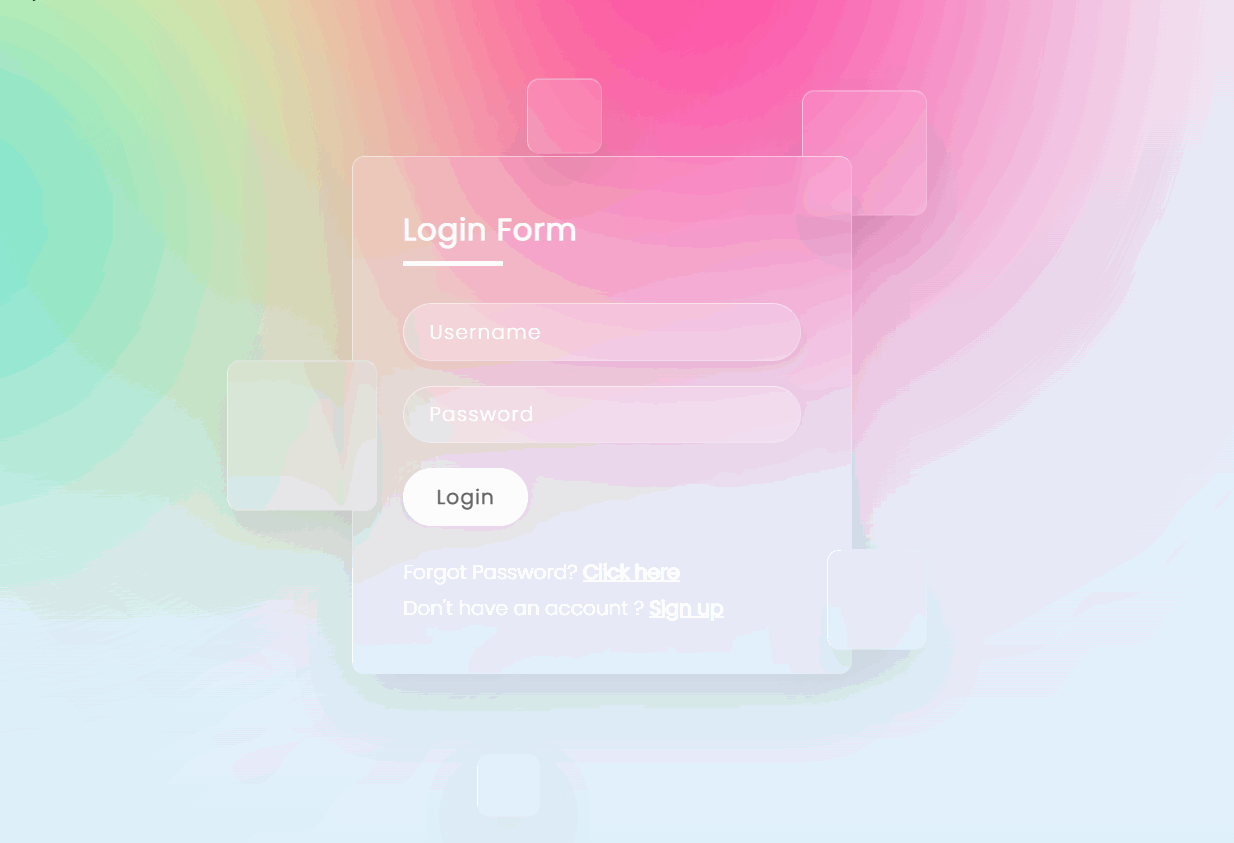 Login Form
Username
Password
Login
Forgot Password? Click here
Don't have an account ? Sign up